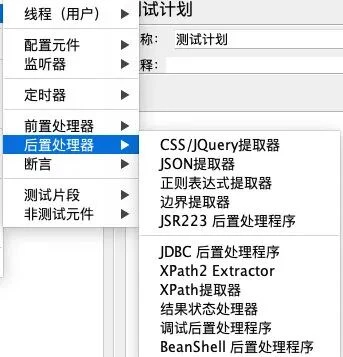 线程（用户）
配置元件
监听器
定时器
前置处理器
后置处理器
断言
测试片段
非测试元件
测试计划
称： 测试计划
释：
CSS/JQuery提取器
JSON提取器
正则表达式提取器
边界提取器
JSR223 后置处理程序
JDBC 后置处理程序
XPath2 Extractor
XPath提取器
结果状态处理器
调试后置处理程序
BeanShell 后置处理程序